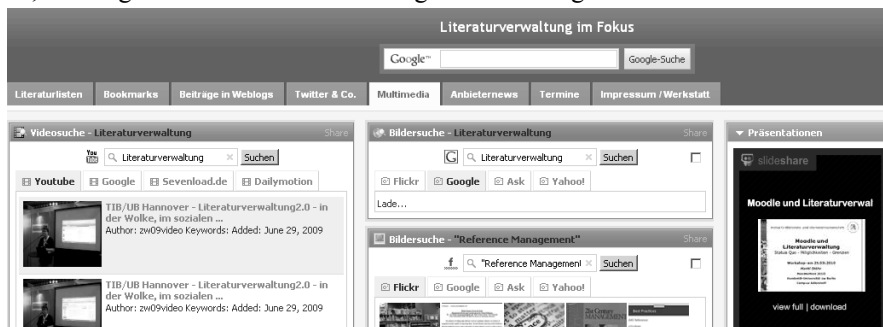 Literaturverwaltung im Fokus
Google™
Google-Suche
Literaturlisten
Bookmarks
Beiträge in Weblogs
Twitter & Co.
Multimedia
Anbieternews
Termine
Impressum / Werkstatt
Videosuche - Literaturverwaltung
Share
You Tube
Literaturverwaltung
Suchen
Youtube
Google
Sevenload.de
Dailymotion
TIB/UB Hannover - Literaturverwaltung2.0 - in
der Wolke, im sozialen ...
Author: zw09video Keywords: Added: June
29, 2009
TIB/UB Hannover - Literaturverwaltung2.0 - in
der Wolke, im sozialen ...
Author: zw09video Keywords: Added: June
29, 2009
Bildersuche - Literaturverwaltung
Share
G
Literaturverwaltung
Suchen
Flickr
Google
Ask
Yahoo!
Lade...
Bildersuche - "Reference Management"
Share
"Reference Management
Suchen
Flickr
Google
Ask
Yahoo!
Präsentationen
slideshare
Moodle und Literaturverwal
Moodle und
Literaturverwaltung
view full | download